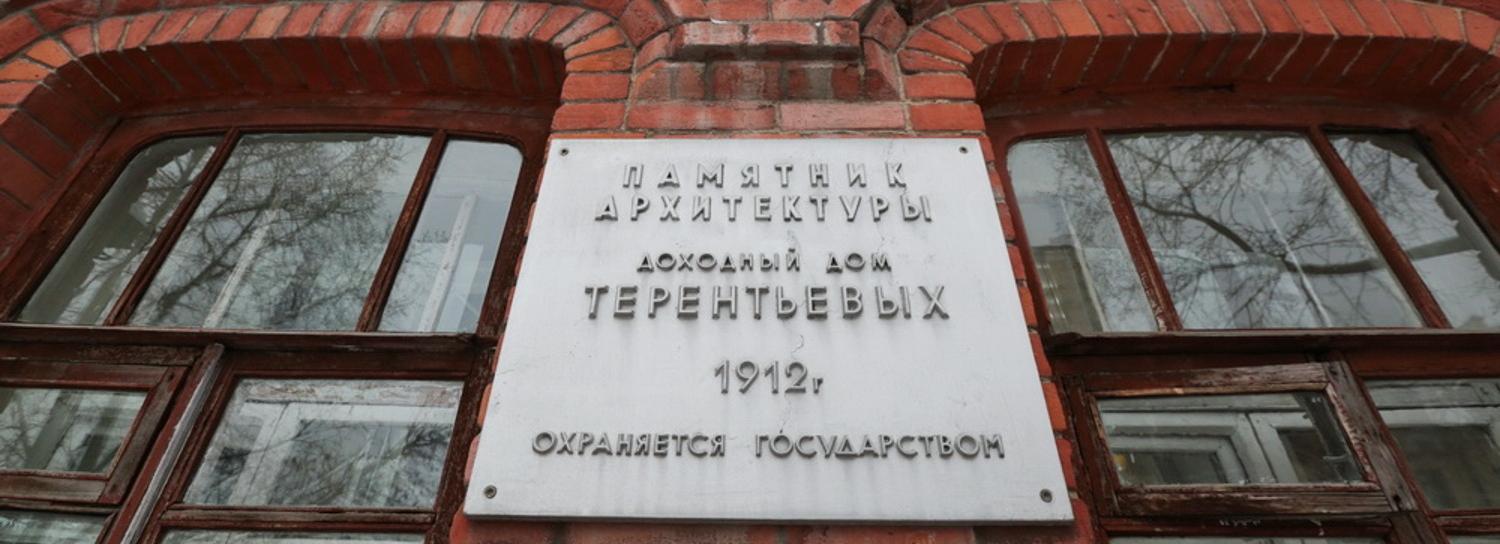 ПАМЯТНИК
АРХИТЕКТУРЫ
ДОХОДНЫЙ ДОМ
ТЕРЕНТЬЕВЫХ
1912г
ОХРАНЯЕТСЯ ГОСУДАРСТВОМ